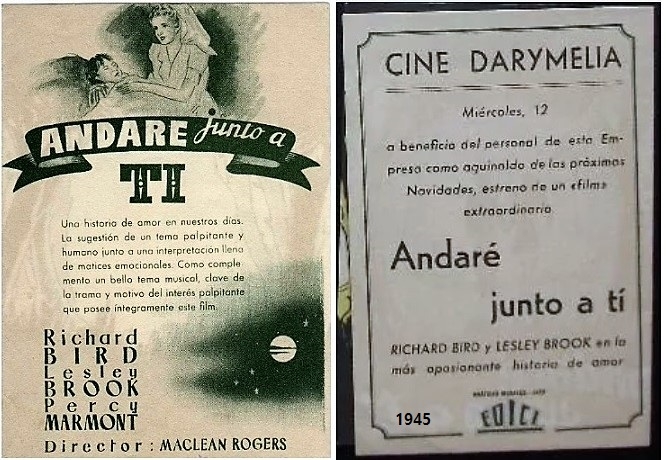 ANDARE junto a
TI
Una historia de amor en nuestros días.
La sugestión de un tema palpitante y
humano junto a una interpretación llena
de matices emocionales. Como comple-
mento un bello tema musical, clave de
la trama y motivo del interés palpitante
que posee íntegramente este film.
Richard
BIRD
Lesley
BROOK
Percy
MARMONT
Director: MACLEAN ROGERS
CINE DARYMELIA
Miércoles, 12
a beneficio del personal de esta Em-
presa como aguinaldo de las próximas
Navidades, estreno de un «film»
extraordinario
Andaré
junto a tí
RICHARD BIRD y LESLEY BROOK en la
más apasionante historia de amor
1945